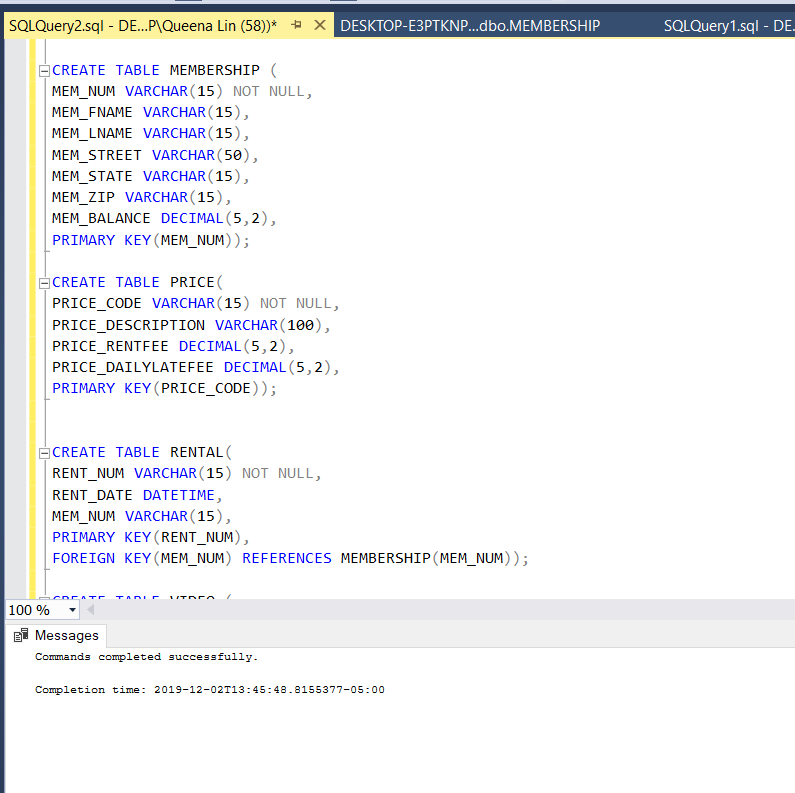 SQLQuery2.sql - DE...P\Queena Lin (58))*
DESKTOP-E3PTKNP...dbo.MEMBERSHIP
SQLQuery1.sql - DE.
CREATE TABLE MEMBERSHIP (
MEM_NUM VARCHAR(15) NOT NULL,
MEM_FNAME VARCHAR(15),
MEM_LNAME VARCHAR(15),
MEM_STREET VARCHAR(50),
MEM_STATE VARCHAR(15),
MEM_ZIP VARCHAR(15),
MEM_BALANCE DECIMAL(5,2),
PRIMARY KEY(MEM_NUM));
CREATE TABLE PRICE(
PRICE_CODE VARCHAR(15) NOT NULL,
PRICE_DESCRIPTION VARCHAR(100),
PRICE_RENTFEE DECIMAL(5,2),
PRICE_DAILYLATEFEE DECIMAL(5,2),
PRIMARY KEY(PRICE_CODE));
CREATE TABLE RENTAL(
RENT_NUM VARCHAR(15) NOT NULL,
RENT_DATE DATETIME,
MEM_NUM VARCHAR(15),
PRIMARY KEY(RENT_NUM),
FOREIGN KEY(MEM_NUM) REFERENCES MEMBERSHIP(MEM_NUM));
CREATE TABLE VIDEO (
100 %
Messages
Commands completed successfully.
Completion time: 2019-12-02T13:45:48.8155377-05:00